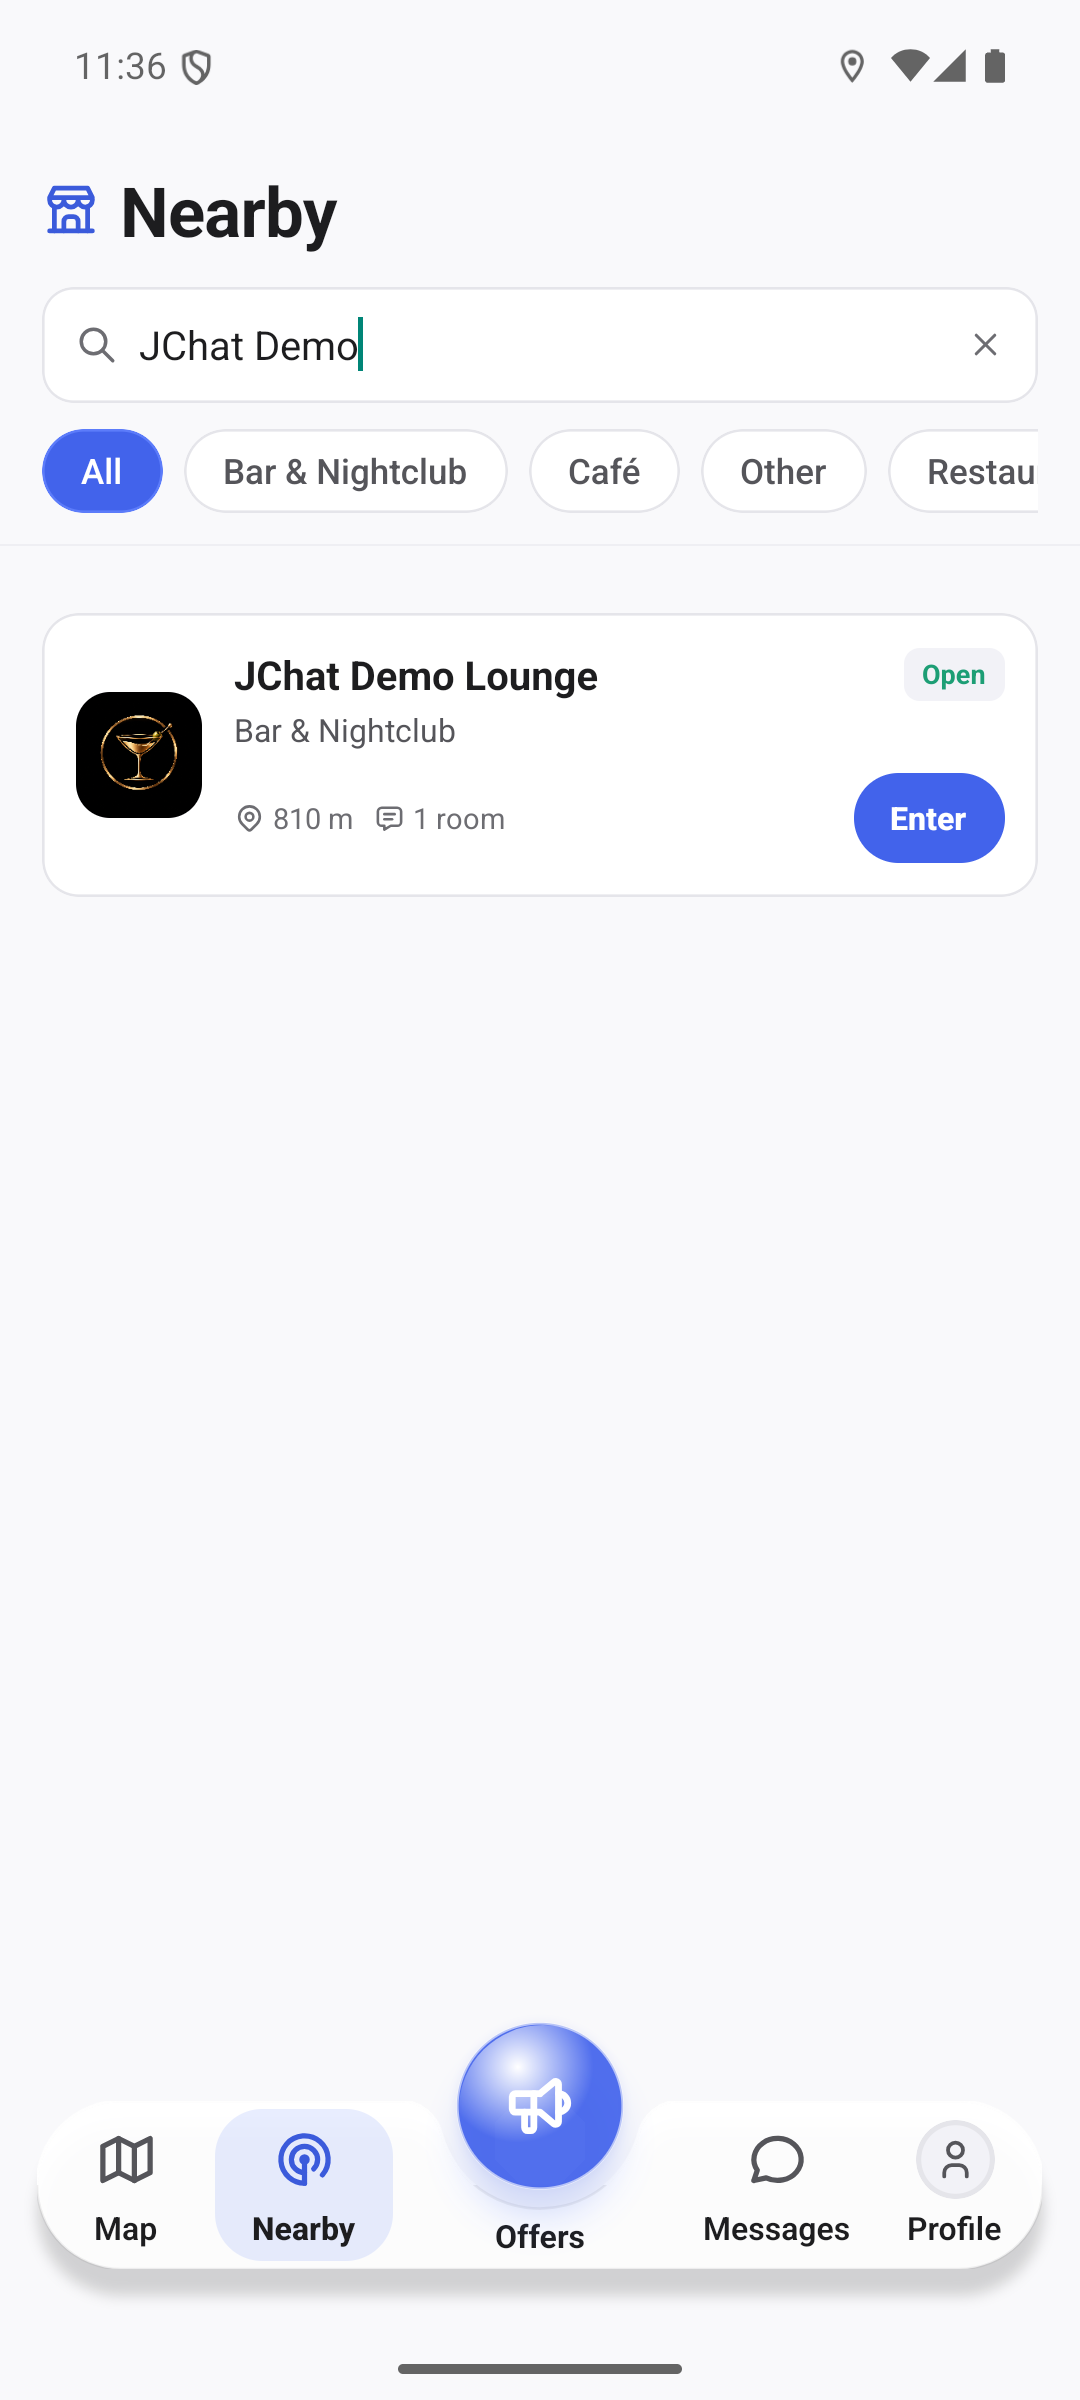 11:36
Nearby
JChat Demo
All
Bar & Nightclub
Café
Other
Restau
JChat Demo Lounge
Open
Bar & Nightclub
810 m
1 room
Enter
Map
Nearby
Offers
Messages
Profile